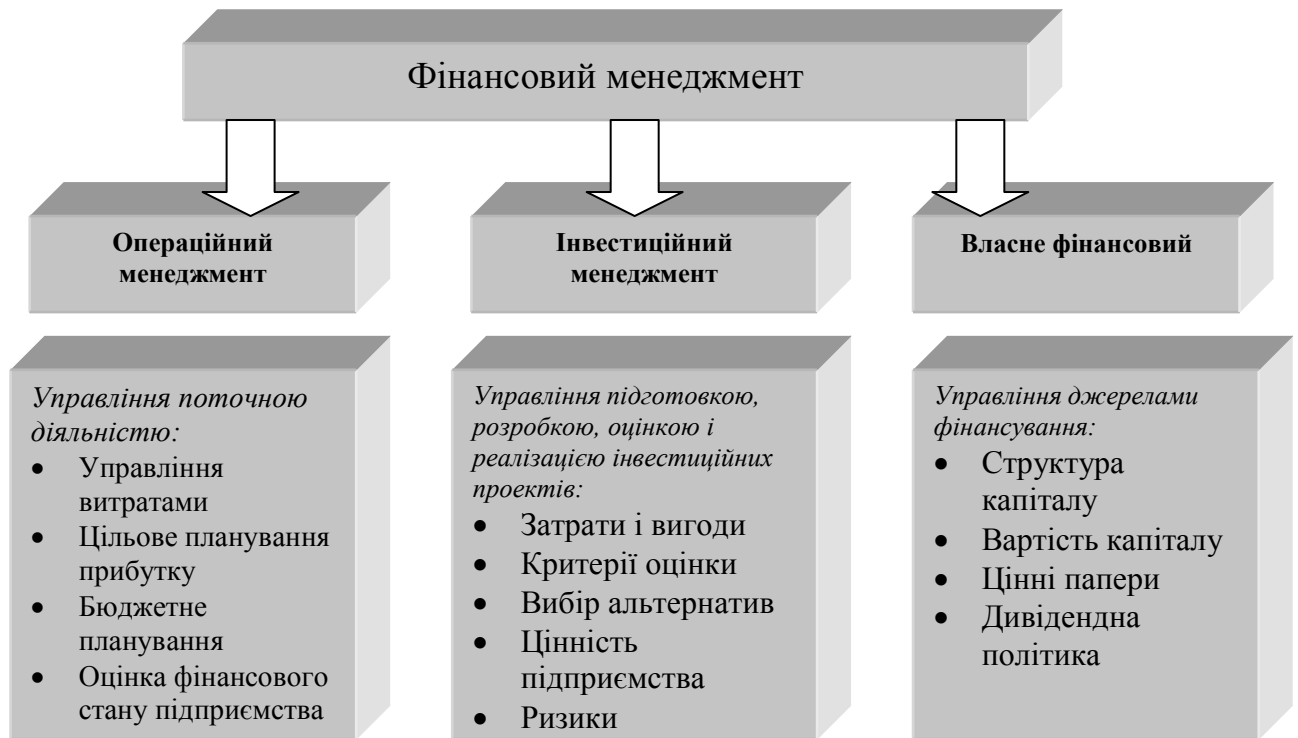 Фінансовий менеджмент
Операційний
менеджмент
Інвестиційний
менеджмент
Власне фінансовий
Управління поточною
діяльністю:
• Управління
витратами
• Цільове планування
прибутку
• Бюджетне
планування
• Оцінка фінансового
стану підприємства
Управління підготовкою,
розробкою, оцінкою і
реалізацією інвестиційних
проектів:
• Затрати і вигоди
• Критерії оцінки
• Вибір альтернатив
• Цінність
підприємства
• Ризики
Управління джерелами
фінансування:
• Структура
капіталу
• Вартість капіталу
• Цінні папери
• Дивідендна
політика